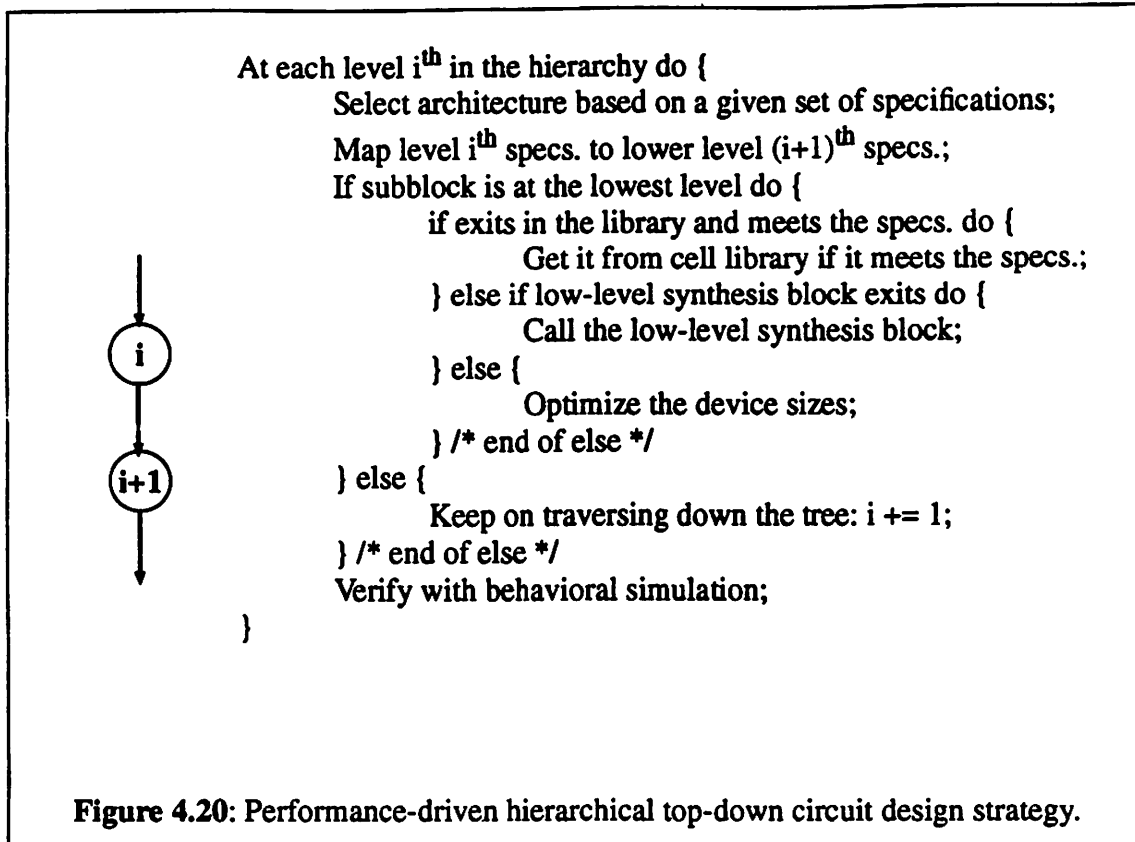 At each level i^th in the hierarchy do {
Select architecture based on a given set of specifications;
Map level i^th specs. to lower level (i+1)^th specs.;
If subblock is at the lowest level do {
if exits in the library and meets the specs. do {
Get it from cell library if it meets the specs.;
} else if low-level synthesis block exits do {
Call the low-level synthesis block;
} else {
Optimize the device sizes;
} /* end of else */
} else {
Keep on traversing down the tree: i += 1;
} /* end of else */
Verify with behavioral simulation;
}
i
i+1
Figure 4.20: Performance-driven hierarchical top-down circuit design strategy.